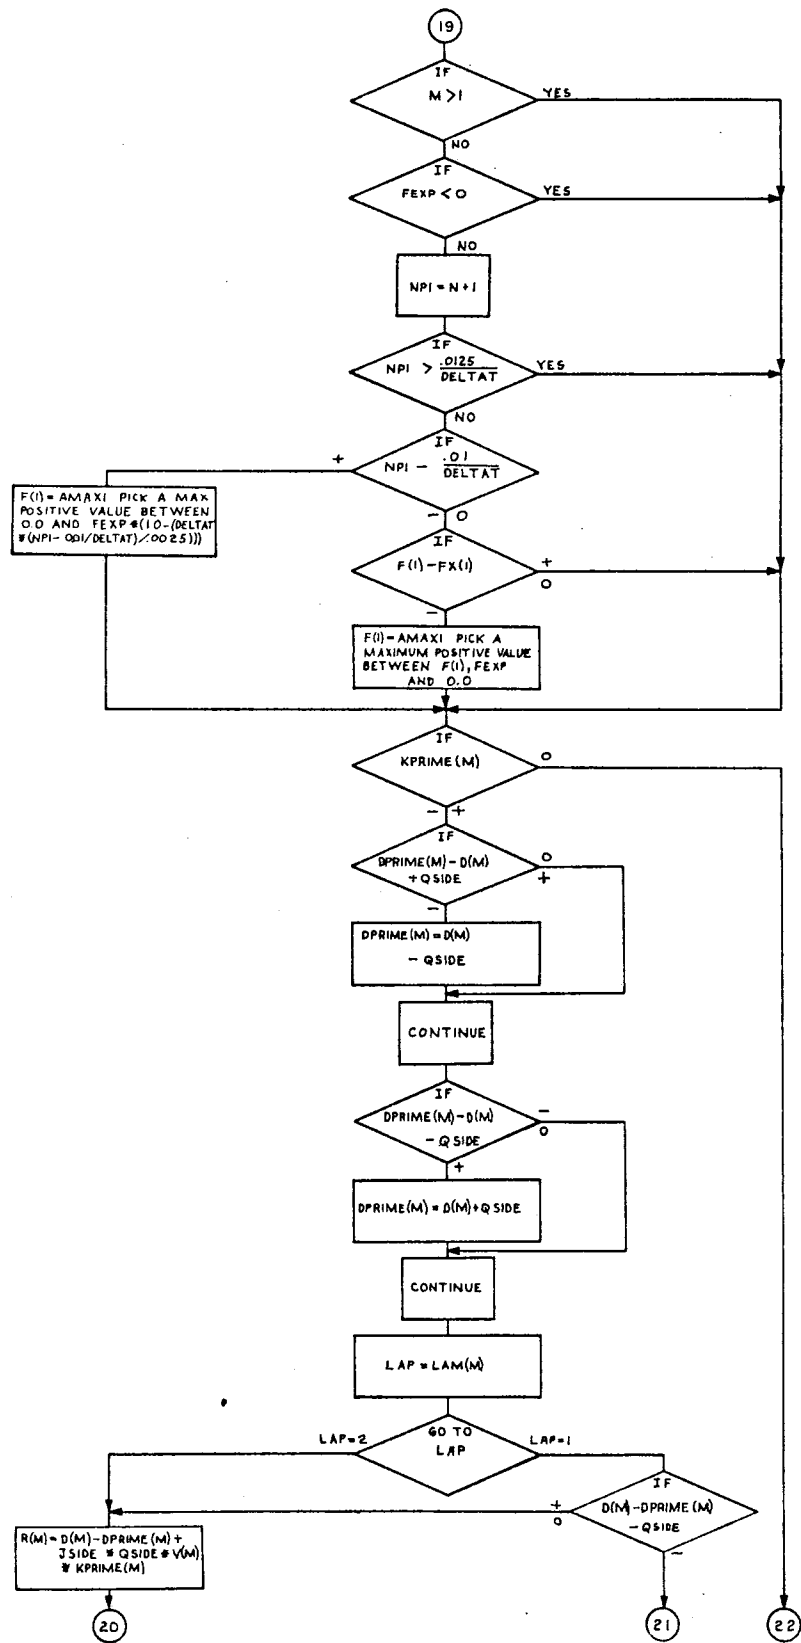 19
IF
M > 1
YES
NO
IF
FEXP < 0
YES
NO
NP1 = N+1
IF
NP1 > .0125
DELTAT
YES
NO
IF
NP1 - .01
DELTAT
+
- 0
F(1) = AMAX1 PICK A MAX
POSITIVE VALUE BETWEEN
0.0 AND FEXP*(1.0-(DELTAT
*(NP1-.001/DELTAT)/.0025)))
IF
F(1) - FX(1)
+
0
-
F(1) = AMAX1 PICK A
MAXIMUM POSITIVE VALUE
BETWEEN F(1), FEXP
AND 0.0
IF
KPRIME(M)
0
- +
IF
DPRIME(M) - D(M)
+ QSIDE
0
+
-
DPRIME(M) = D(M)
- QSIDE
CONTINUE
IF
DPRIME(M) - D(M)
- QSIDE
-
0
+
DPRIME(M) = D(M) + QSIDE
CONTINUE
LAP = LAM(M)
GO TO
LAP
LAP=2
LAP=1
IF
D(M) - DPRIME(M)
- QSIDE
+
0
-
R(M) = D(M) - DPRIME(M) +
JSIDE * QSIDE * V(M)
* KPRIME(M)
20
21
22